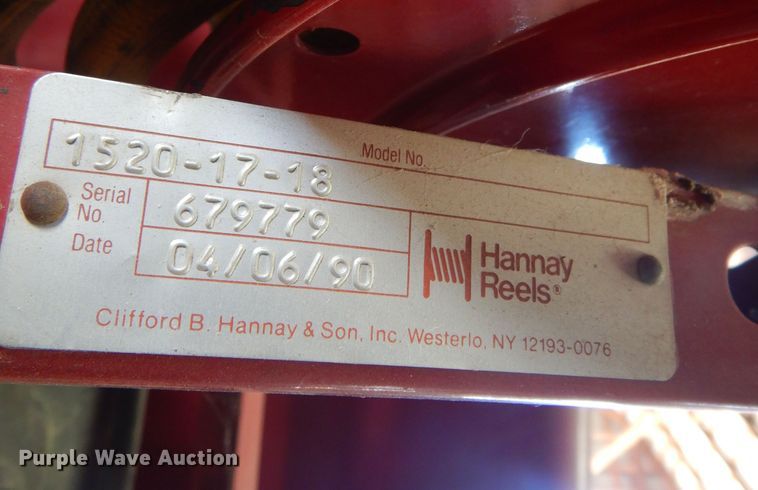 Model No.
1520-17-18
Serial No.
679779
Date
04/06/90
Hannay
Reels®
Clifford B. Hannay & Son, Inc. Westerlo, NY 12193-0076
Purple Wave Auction